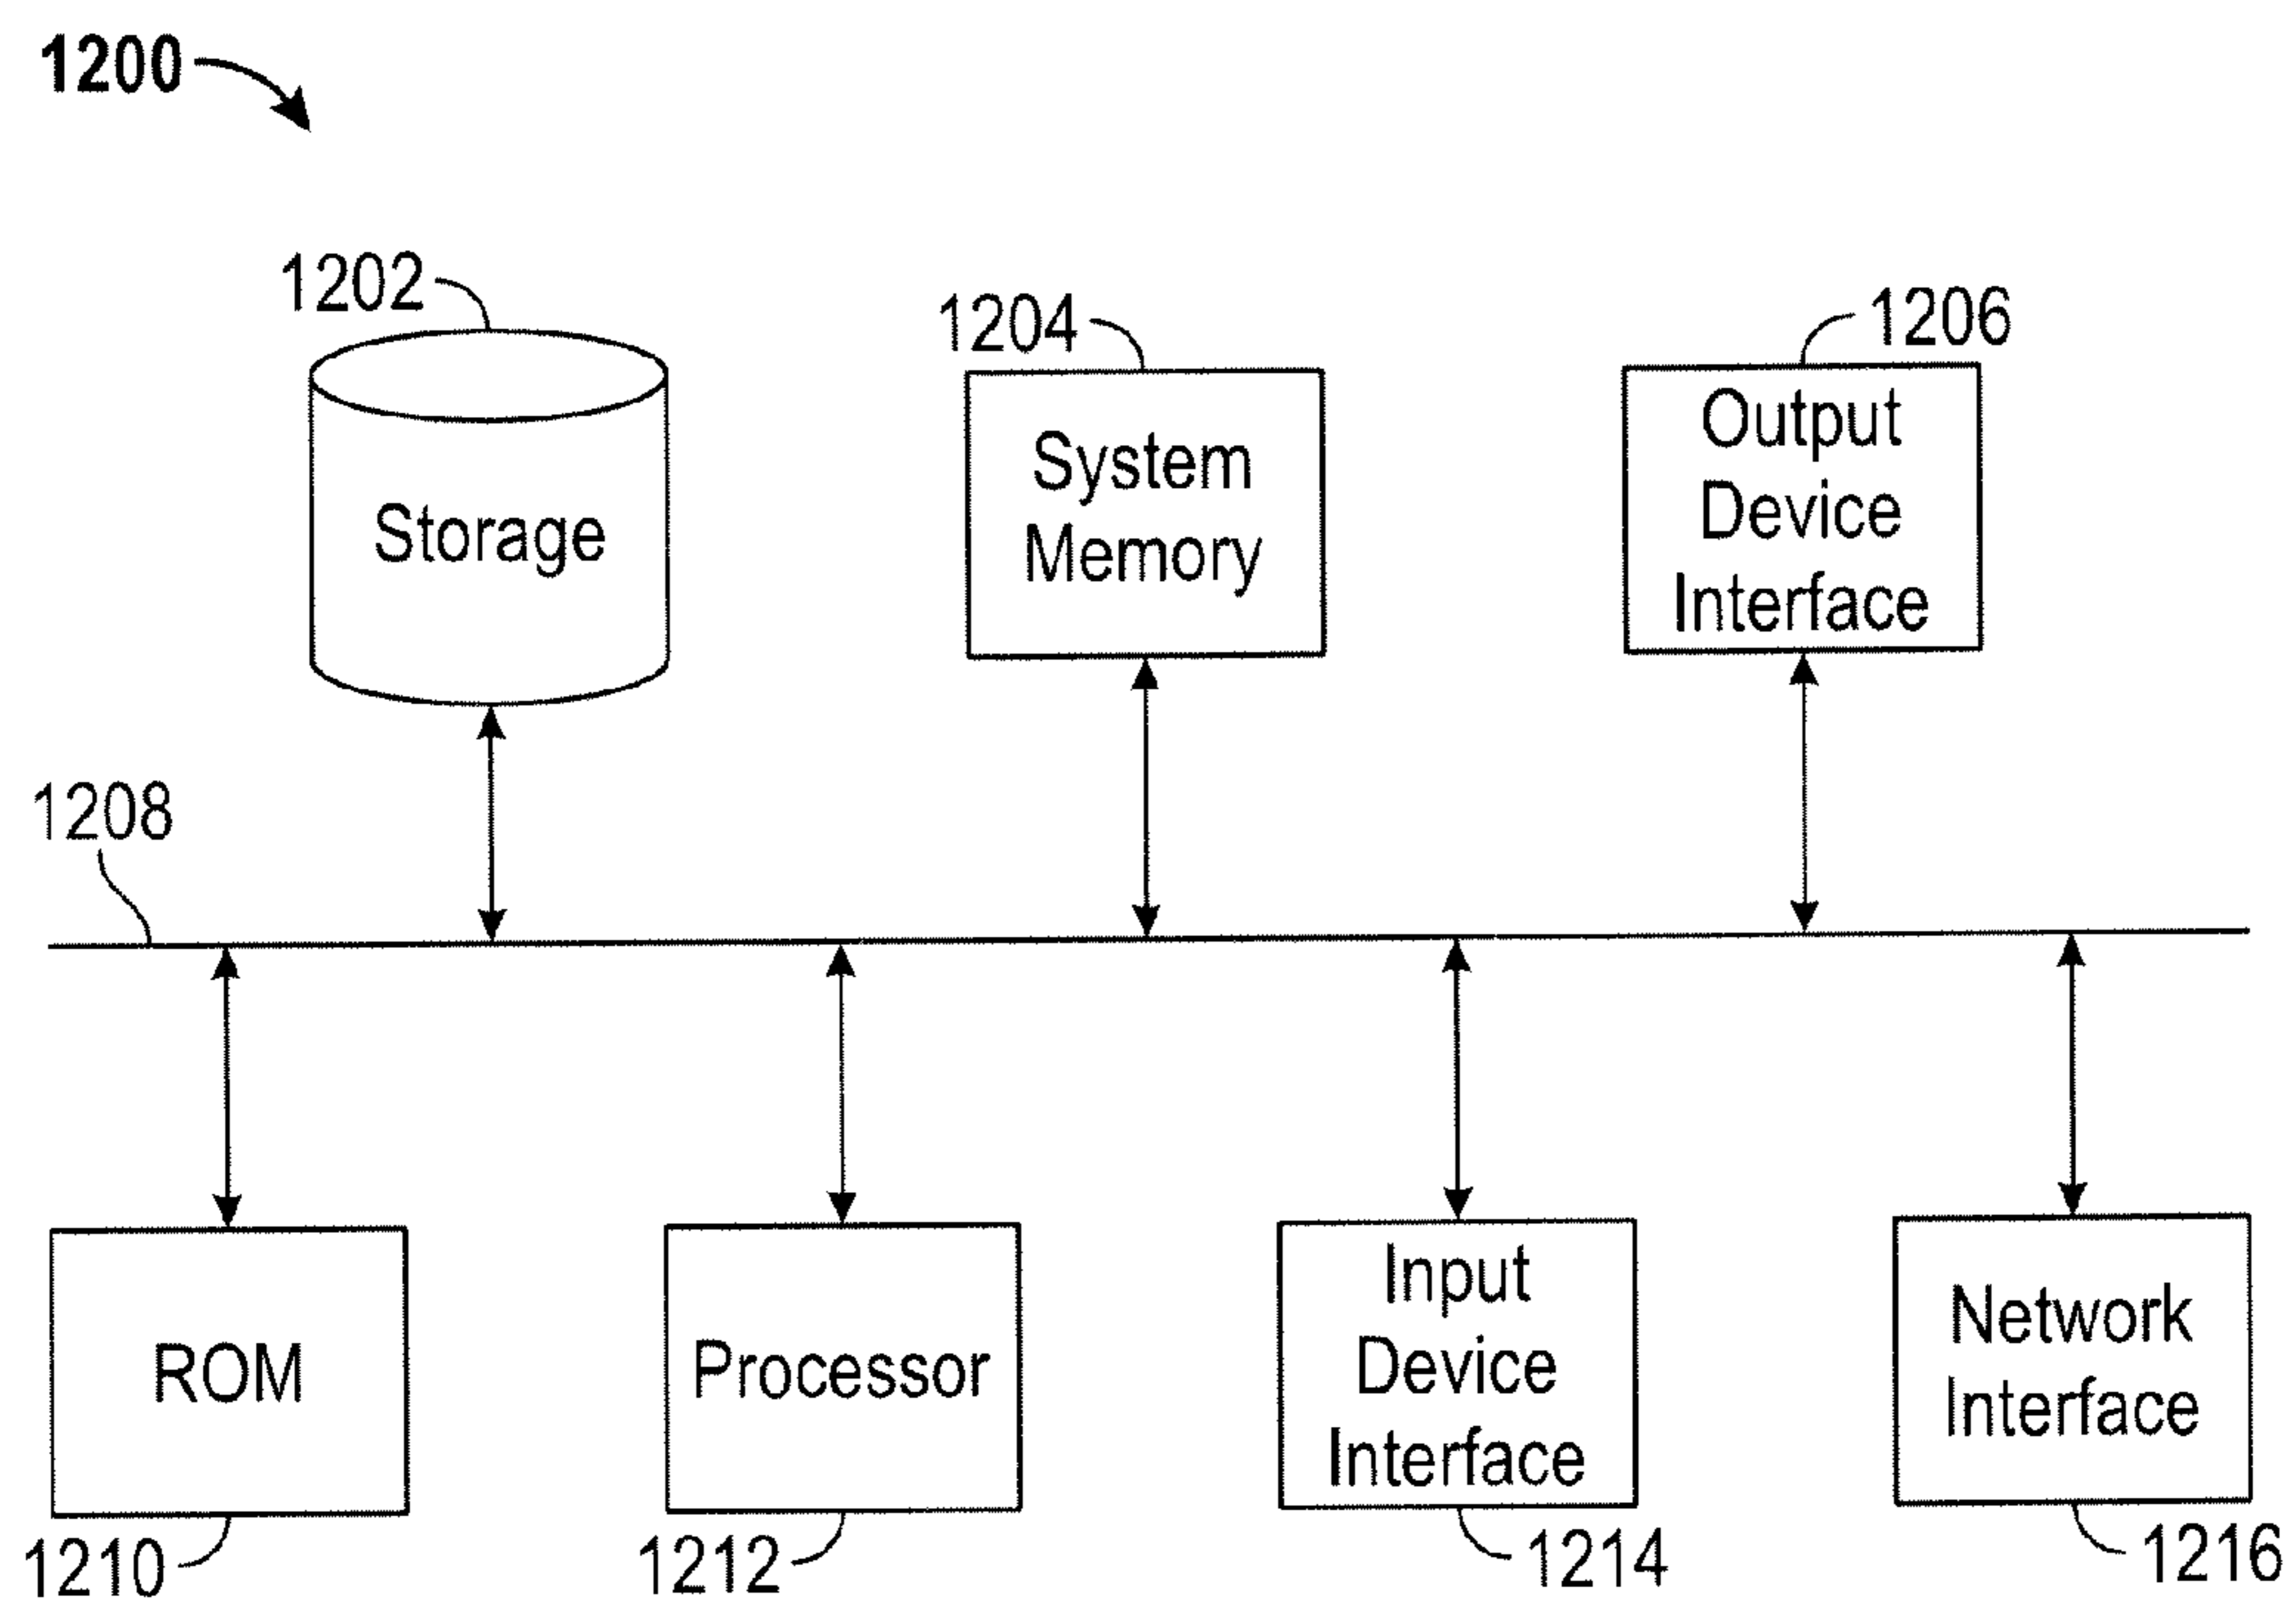 1200
1202
Storage
1204
System
Memory
1206
Output
Device
Interface
1208
ROM
1210
Processor
1212
Input
Device
Interface
1214
Network
Interface
1216